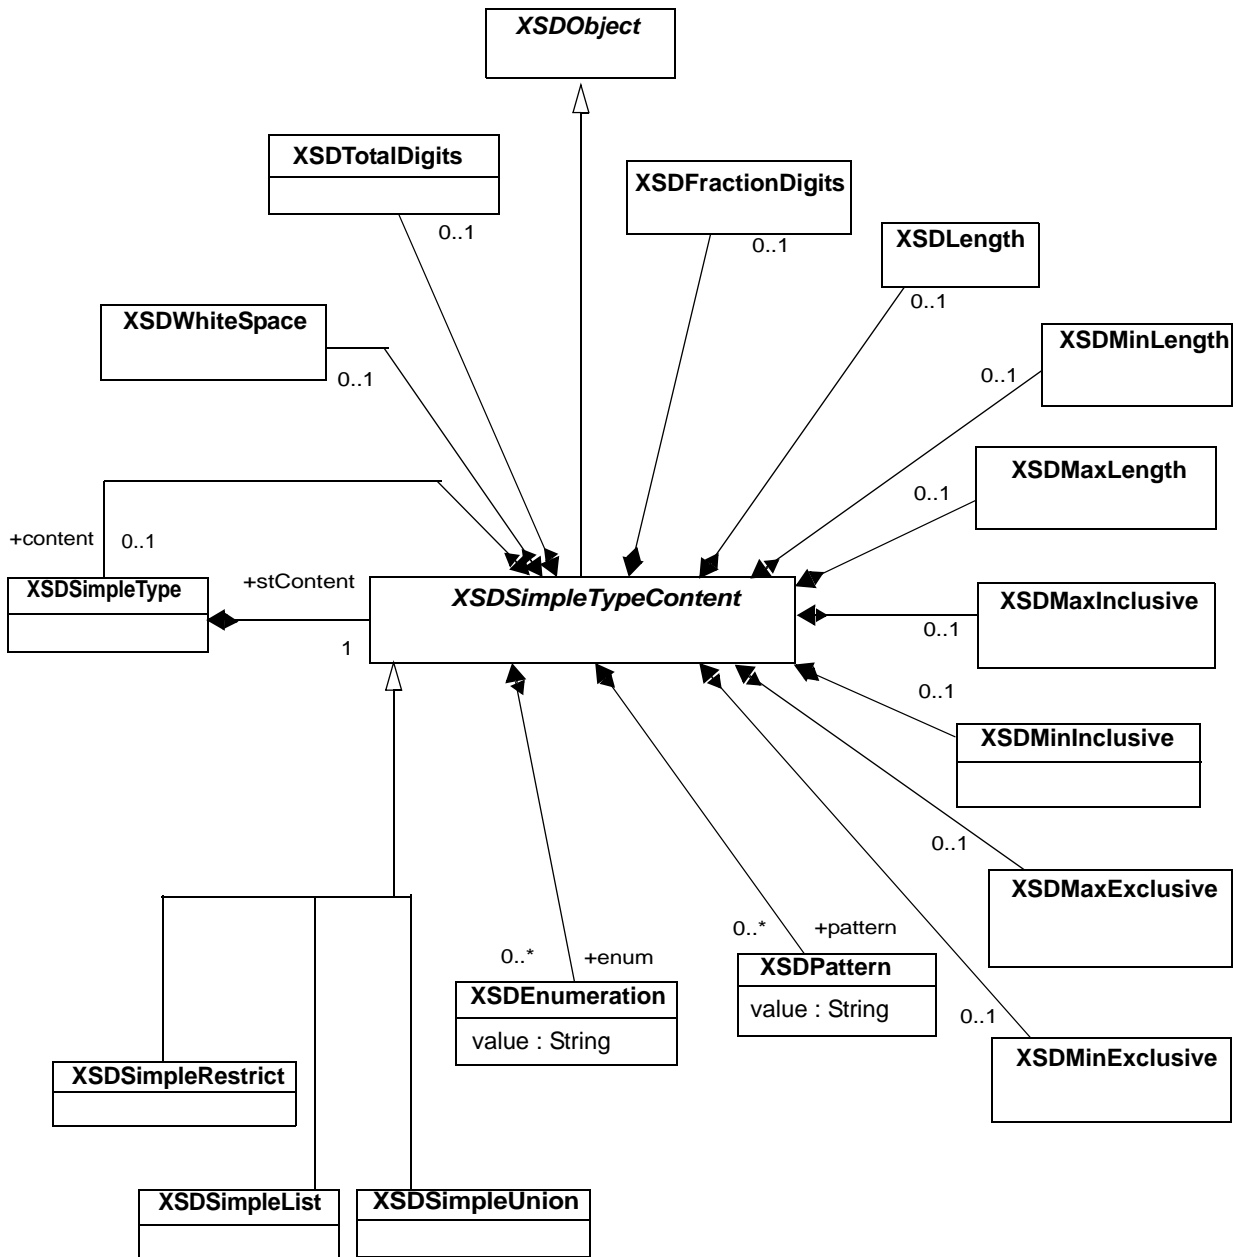 XSDObject
XSDTotalDigits
XSDFractionDigits
0..1
0..1
XSDLength
0..1
XSDWhiteSpace
0..1
XSDMinLength
0..1
XSDMaxLength
0..1
+content
0..1
XSDSimpleType
+stContent
1
XSDSimpleTypeContent
XSDMaxInclusive
0..1
0..1
XSDMinInclusive
0..1
XSDMaxExclusive
0..*
+pattern
XSDPattern
value : String
0..*
+enum
XSDEnumeration
value : String
0..1
XSDMinExclusive
XSDSimpleRestrict
XSDSimpleList
XSDSimpleUnion